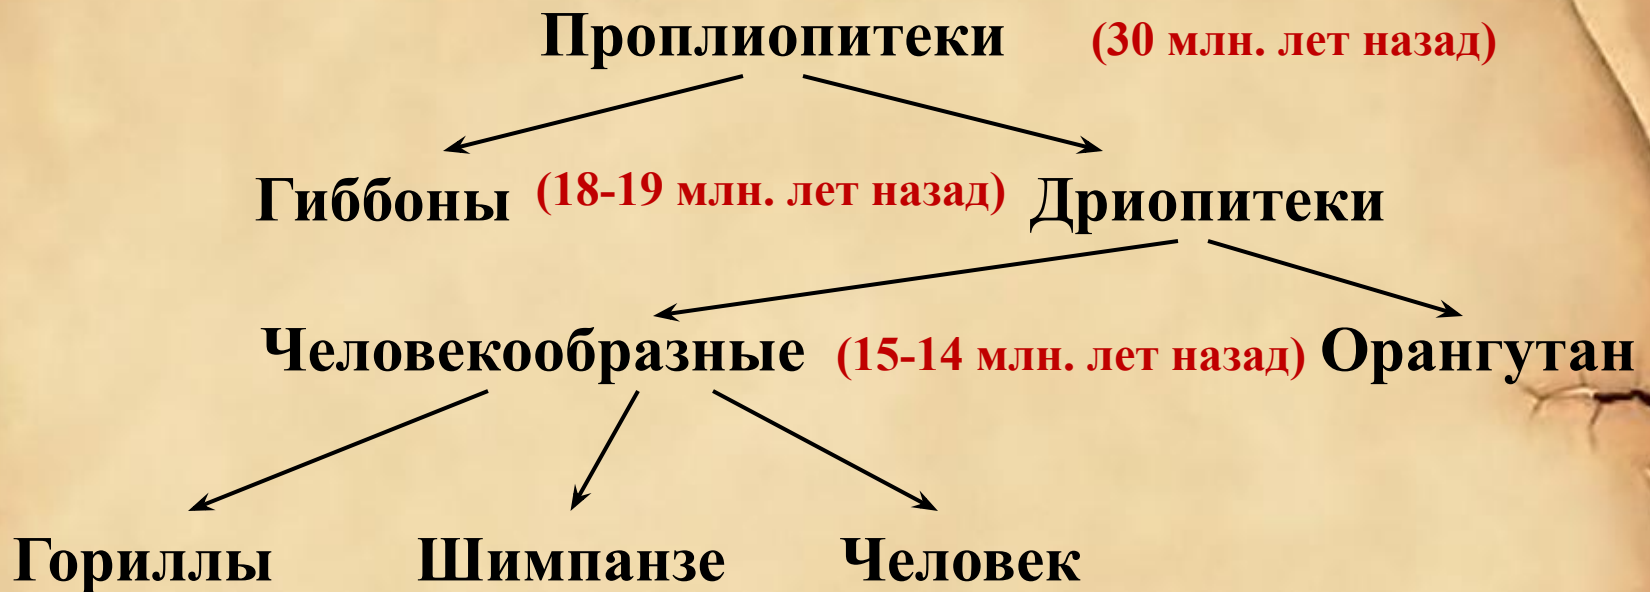 Проплиопитеки (30 млн. лет назад)
Гиббоны (18-19 млн. лет назад) Дриопитеки
Человекообразные (15-14 млн. лет назад) Орангутан
Гориллы Шимпанзе Человек